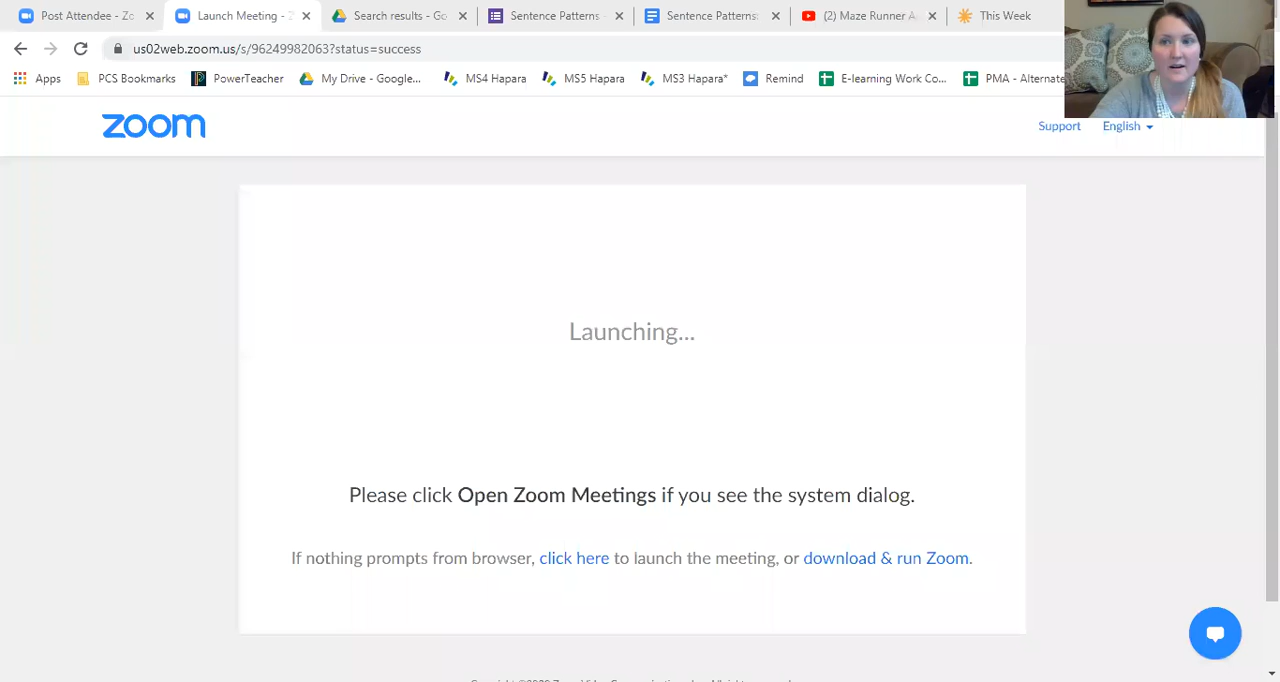 Post Attendee - Zo
Launch Meeting - Z
Search results - Go
Sentence Patterns
Sentence Patterns:
(2) Maze Runner A
This Week
us02web.zoom.us/s/96249982063?status=success
Apps
PCS Bookmarks
PowerTeacher
My Drive - Google...
MS4 Hapara
MS5 Hapara
MS3 Hapara*
Remind
E-learning Work Co...
PMA - Alternate
zoom
Support
English
Launching...
Please click Open Zoom Meetings if you see the system dialog.
If nothing prompts from browser, click here to launch the meeting, or download & run Zoom.